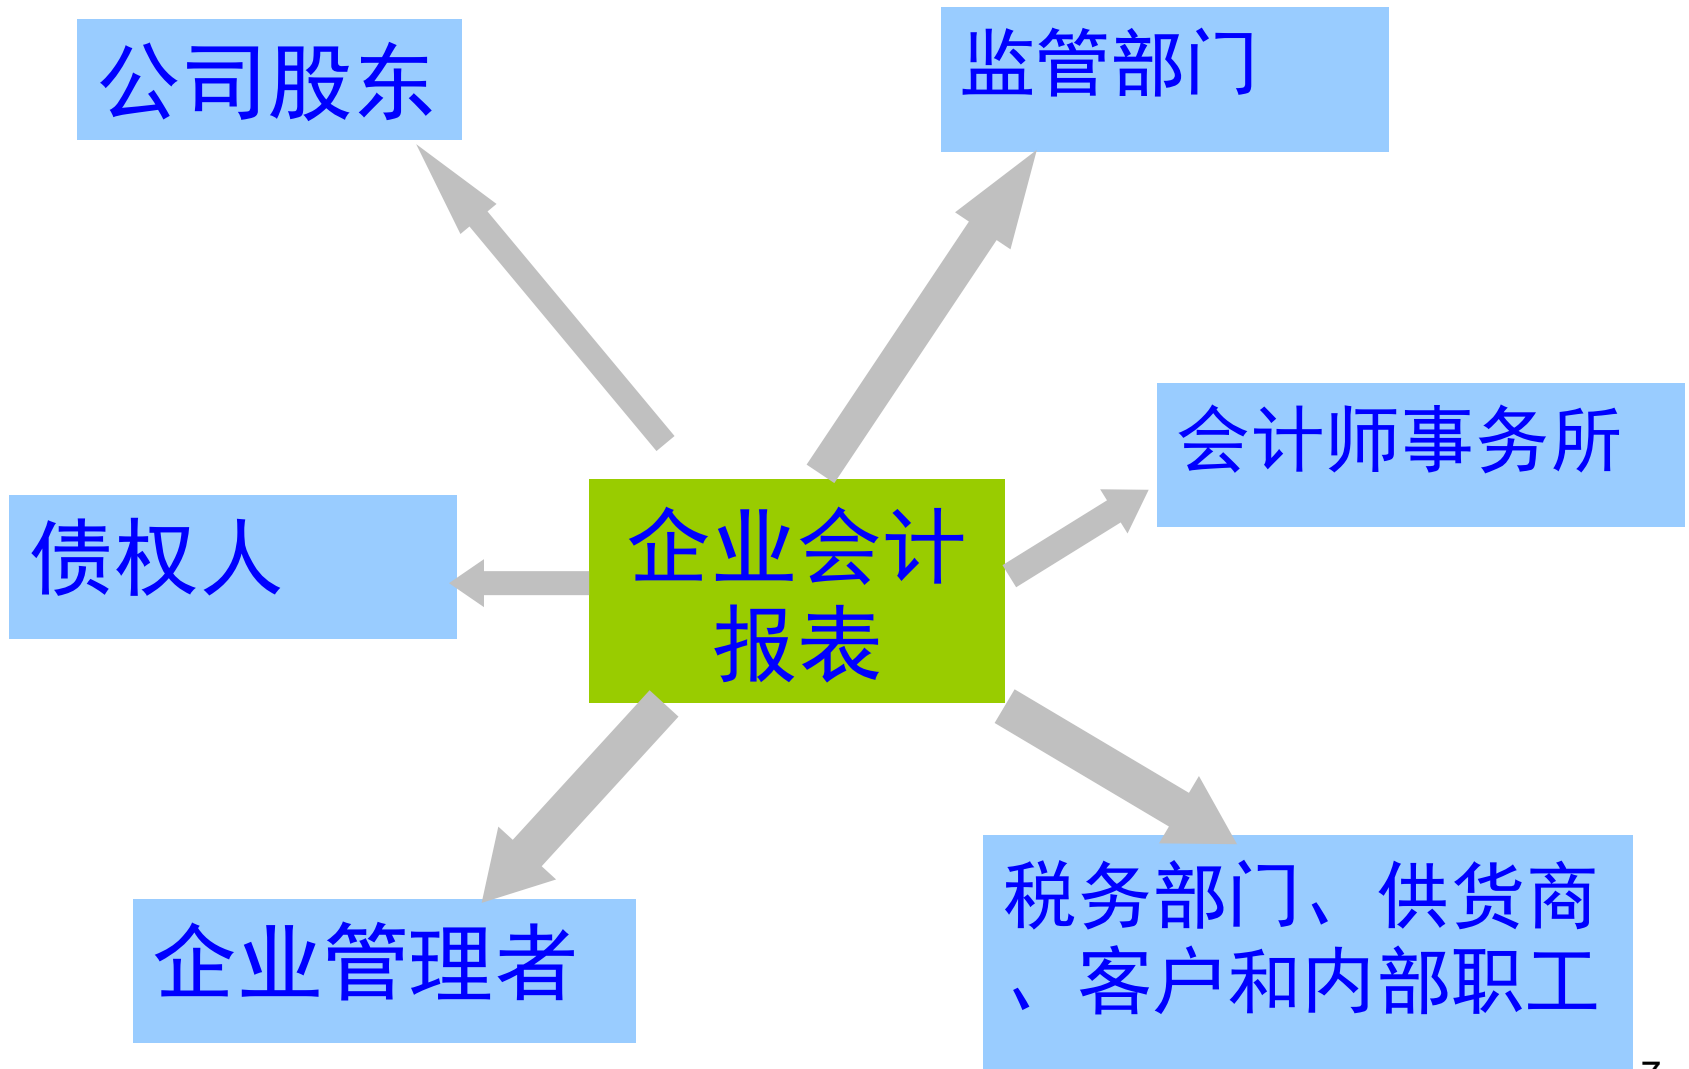 公司股东
监管部门
会计师事务所
债权人
企业会计
报表
企业管理者
税务部门、供货商
、客户和内部职工
7